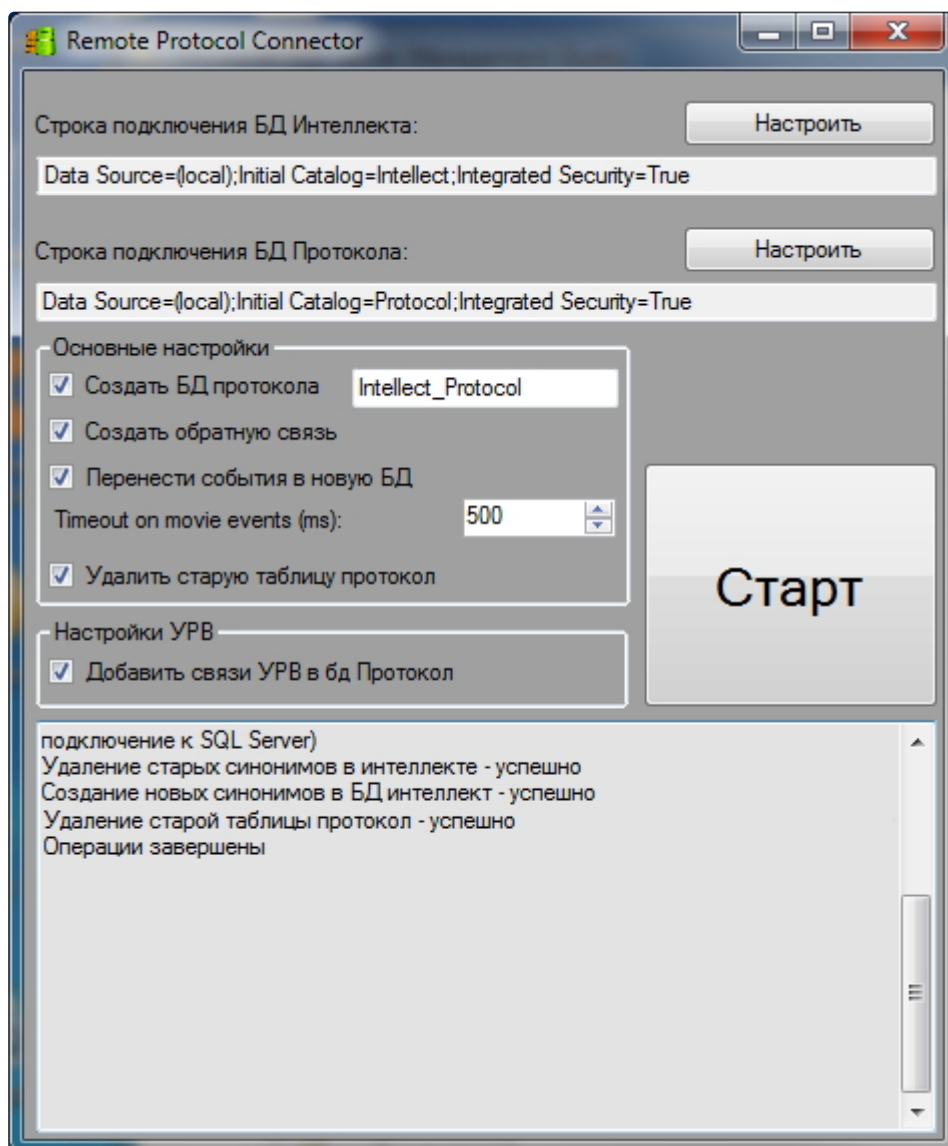 Remote Protocol Connector
Строка подключения БД Интеллекта:
Настроить
Data Source=(local);Initial Catalog=Intellect;Integrated Security=True
Строка подключения БД Протокола:
Настроить
Data Source=(local);Initial Catalog=Protocol;Integrated Security=True
Основные настройки
Создать БД протокола
Intellect_Protocol
Создать обратную связь
Перенести события в новую БД
Timeout on movie events (ms):
500
Удалить старую таблицу протокол
Старт
Настройки УРВ
Добавить связи УРВ в бд Протокол
подключение к SQL Server)
Удаление старых синонимов в интеллекте - успешно
Создание новых синонимов в БД интеллект - успешно
Удаление старой таблицы протокол - успешно
Операции завершены